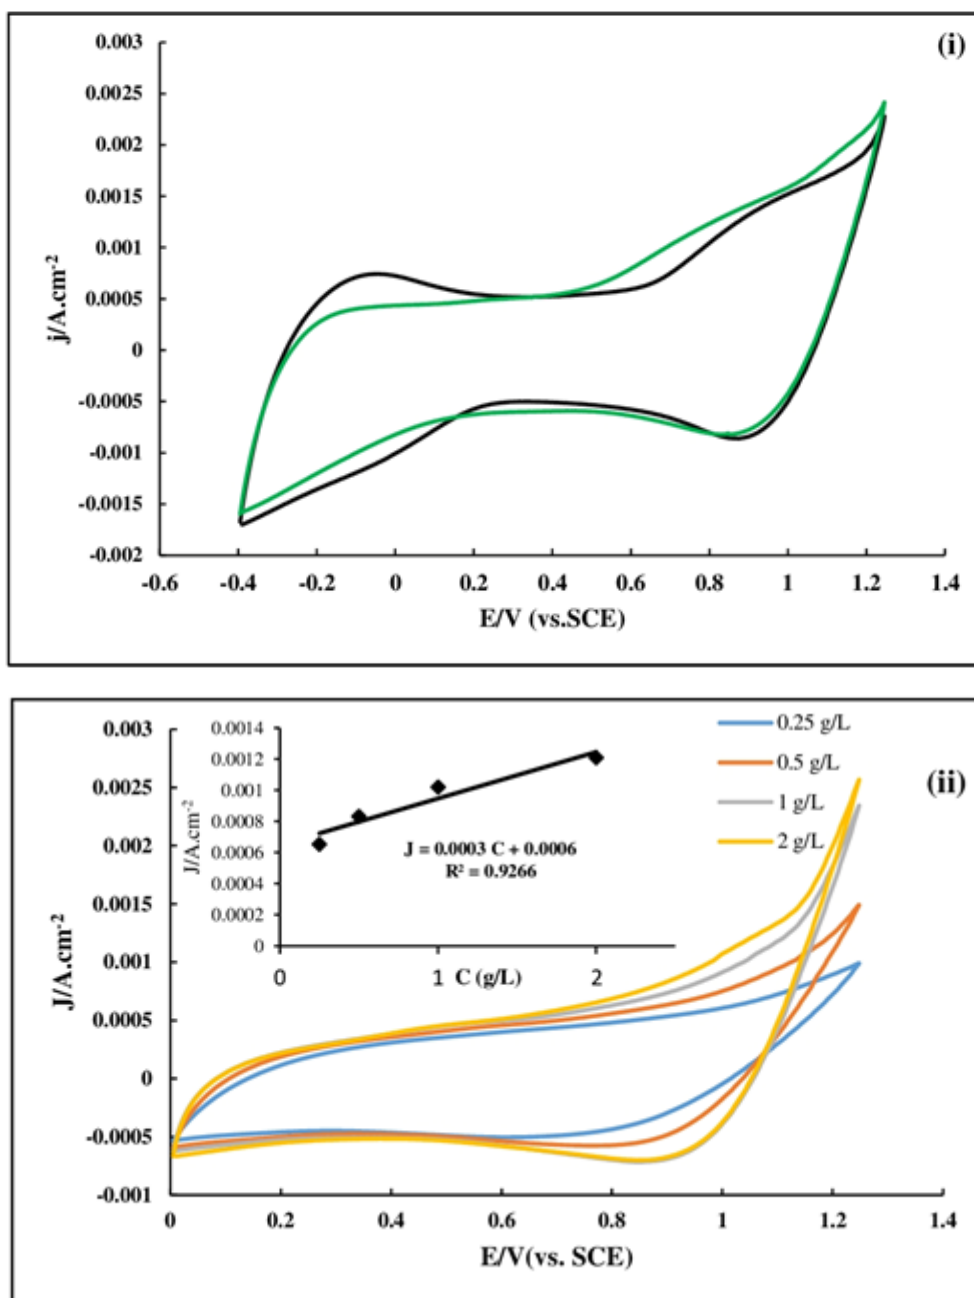 (i)
0.003
0.0025
0.002
0.0015
0.001
0.0005
0
-0.0005
-0.001
-0.0015
-0.002
j/A.cm-2
-0.6 -0.4 -0.2 0 0.2 0.4 0.6 0.8 1 1.2 1.4
E/V (vs.SCE)
(ii)
0.003
0.0025
0.002
0.0015
0.001
0.0005
0
-0.0005
-0.001
J/A.cm-2
0 0.2 0.4 0.6 0.8 1 1.2 1.4
E/V(vs. SCE)
0.0014
0.0012
0.001
0.0008
0.0006
0.0004
0.0002
0
J/A.cm-2
J = 0.0003 C + 0.0006
R² = 0.9266
0 1 2
C (g/L)
0.25 g/L
0.5 g/L
1 g/L
2 g/L